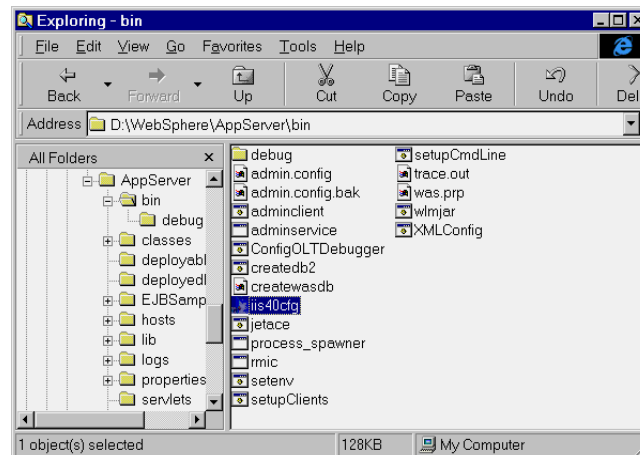 Exploring - bin
File Edit View Go Favorites Tools Help
Back Forward Up Cut Copy Paste Undo Del
Address D:\WebSphere\AppServer\bin
All Folders x
AppServer
bin
debug
classes
deployabl
deployedl
EJBSamp
hosts
lib
logs
properties
servlets
debug
admin.config
admin.config.bak
adminclient
adminservice
ConfigOLTDebugger
createdb2
createwasdb
iis40cfg
jetace
process_spawner
rmic
setenv
setupClients
setupCmdLine
trace.out
was.prp
wlmjar
XMLConfig
1 object(s) selected 128KB My Computer